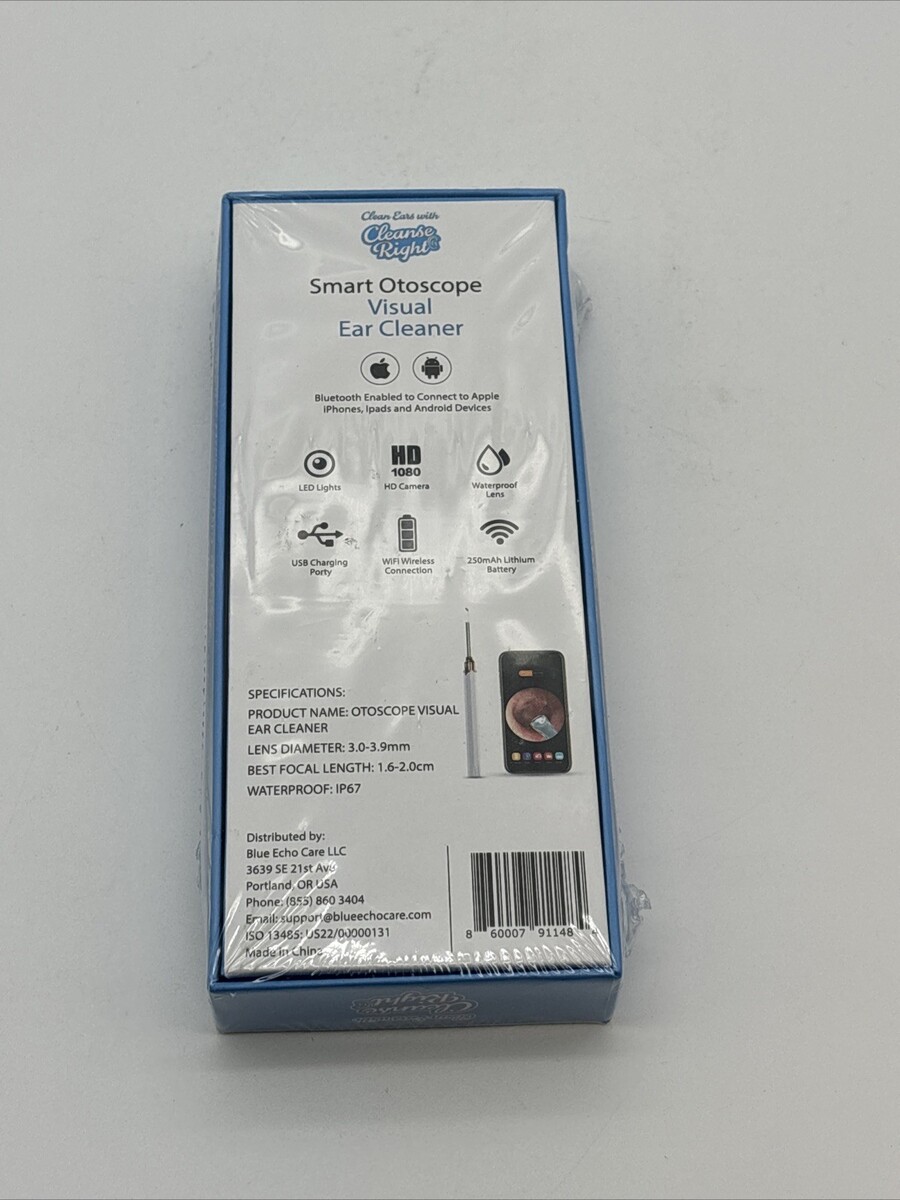 Clean Ears with
Cleanse
Right
Smart Otoscope
Visual
Ear Cleaner
Bluetooth Enabled to Connect to Apple
iPhones, Ipads and Android Devices
HD
1080
LED Lights
HD Camera
Waterproof
Lens
USB Charging
Porty
WiFi Wireless
Connection
250mAh Lithium
Battery
SPECIFICATIONS:
PRODUCT NAME: OTOSCOPE VISUAL
EAR CLEANER
LENS DIAMETER: 3.0-3.9mm
BEST FOCAL LENGTH: 1.6-2.0cm
WATERPROOF: IP67
Distributed by:
Blue Echo Care LLC
3639 SE 21st Ave
Portland, OR USA
Phone: (855) 860 3404
Email: support@blueechocare.com
ISO 13485: US22/00000131
Made in China
8 60007 91148 4
Cleanse
Right